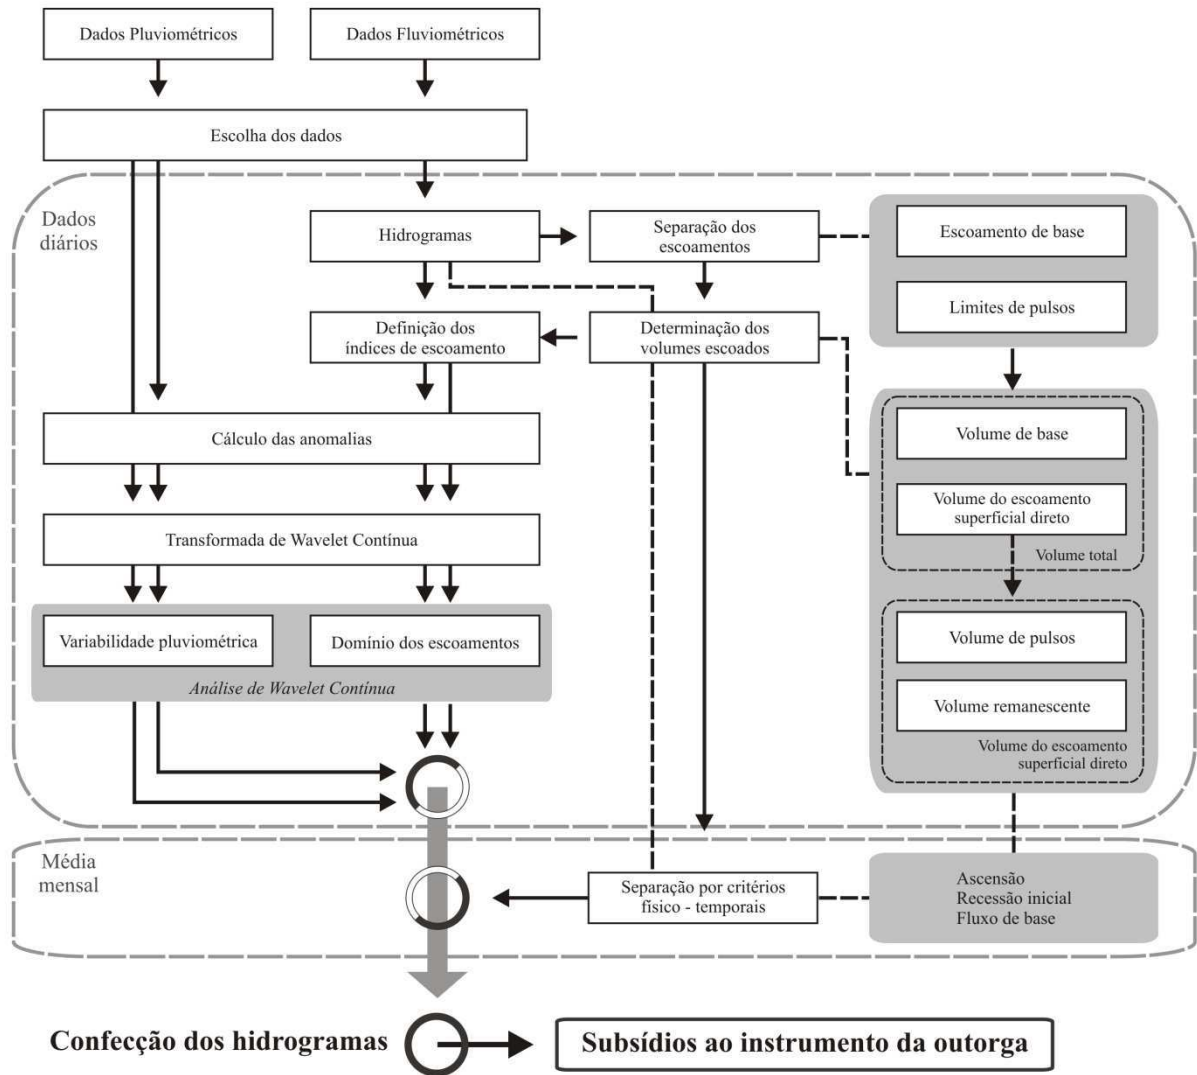 Dados Pluviométricos
Dados Fluviométricos
Escolha dos dados
Dados
diários
Hidrogramas
Separação dos
escoamentos
Escoamento de base
Limites de pulsos
Definição dos
índices de escoamento
Determinação dos
volumes escoados
Cálculo das anomalias
Volume de base
Volume do escoamento
superficial direto
Volume total
Transformada de Wavelet Contínua
Variabilidade pluviométrica
Domínio dos escoamentos
Análise de Wavelet Contínua
Volume de pulsos
Volume remanescente
Volume do escoamento
superficial direto
Média
mensal
Separação por critérios
físico - temporais
Ascensão
Recessão inicial
Fluxo de base
Confecção dos hidrogramas
Subsídios ao instrumento da outorga